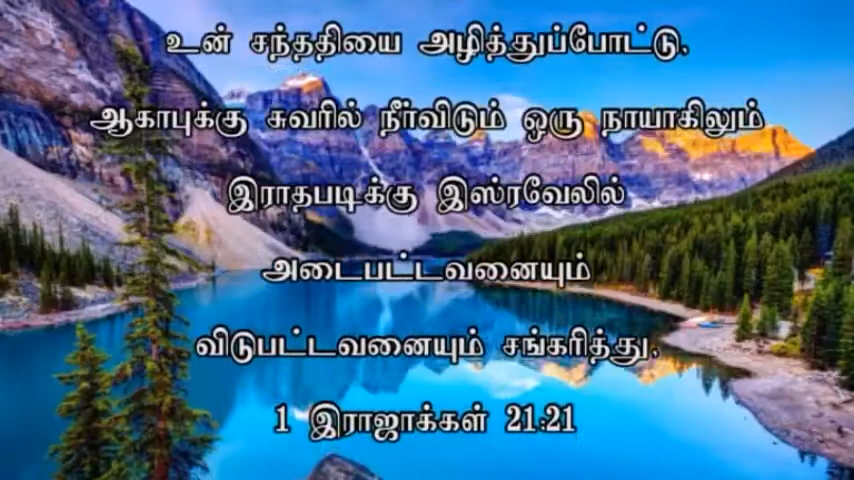 உன் சந்ததியை அழித்துப்போட்டு,
ஆகாபுக்கு சுவரில் நீர்விடும் ஒரு நாயாகிலும்
இராதபடிக்கு இஸ்ரவேலில்
அடைபட்டவனையும்
விடுபட்டவனையும் சங்கரித்து,
1 இராஜாக்கள் 21:21